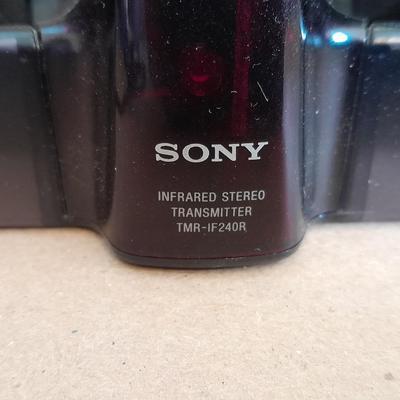 SONY
INFRARED STEREO
TRANSMITTER
TMR-IF240R